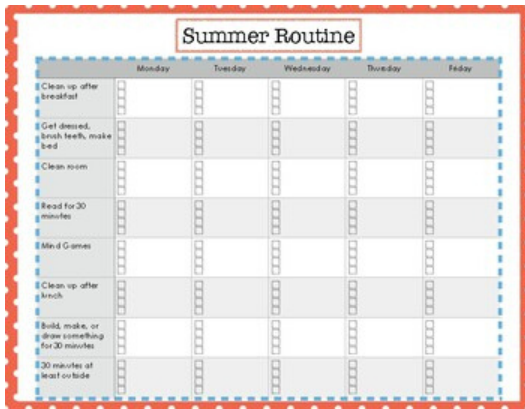 Summer Routine
Monday Tuesday Wednesday Thursday Friday
Clean up after
breakfast
Get dressed,
brush teeth, make
bed
Clean room
Read for 30
minutes
Mind Games
Clean up after
lunch
Build, make, or
draw something
for 30 minutes
30 minutes at
least outside